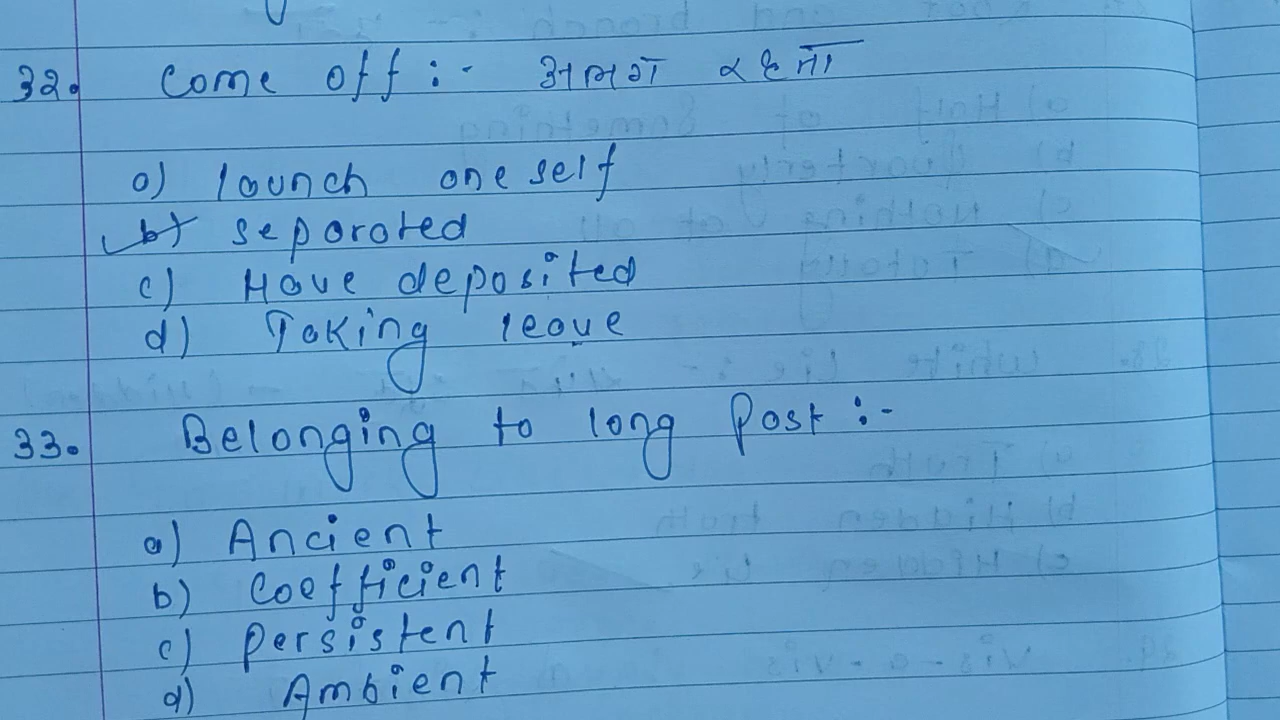 32. Come off :- अलग रहना
a) launch oneself
b) separated
c) Have deposited
d) Taking leave
33. Belonging to long Past :-
a) Ancient
b) Coefficient
c) Persistent
d) Ambient